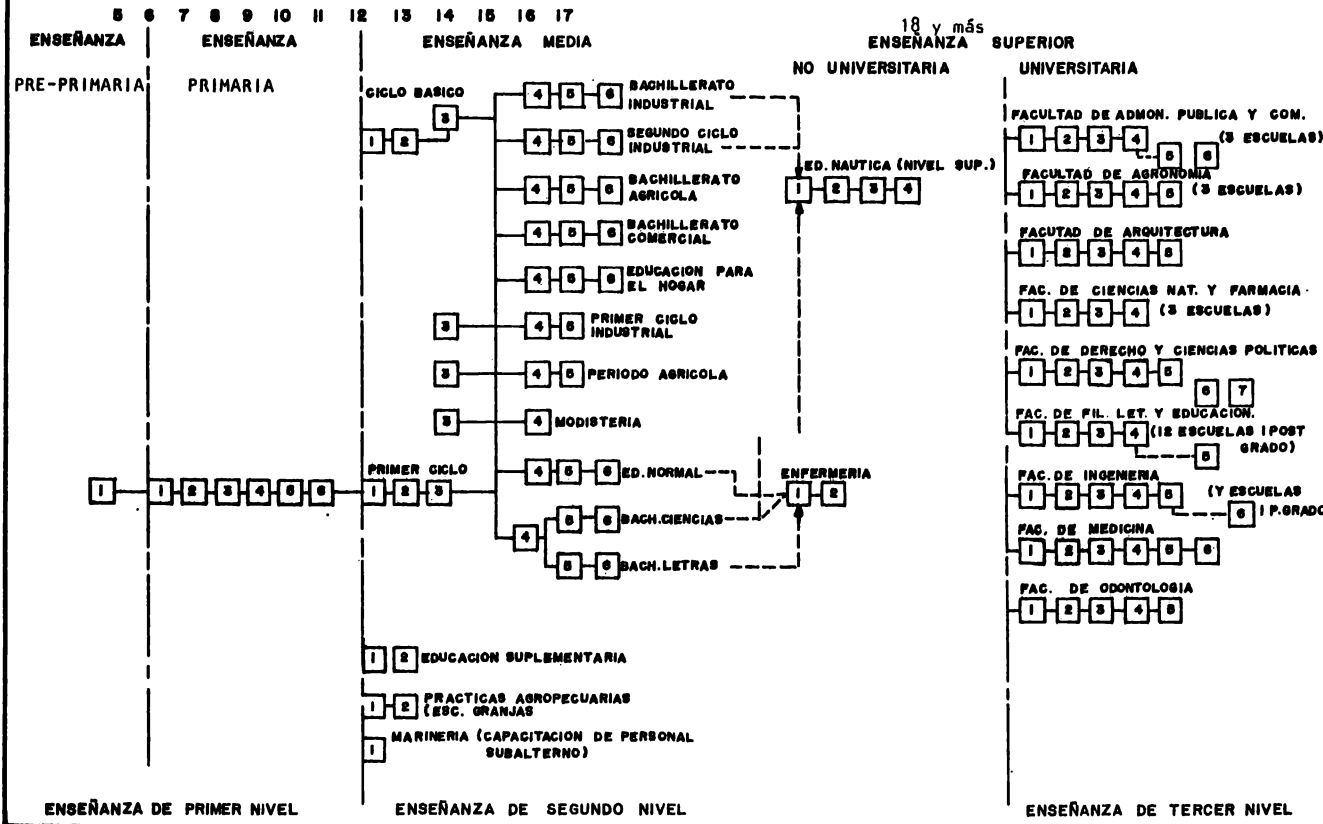 5 6 7 8 9 10 11 12 13 14 15 16 17
18 y más
ENSEÑANZA ENSEÑANZA ENSEÑANZA MEDIA ENSEÑANZA SUPERIOR
PRE-PRIMARIA PRIMARIA NO UNIVERSITARIA UNIVERSITARIA
CICLO BASICO
1 2 3
4 5 6 BACHILLERATO
INDUSTRIAL
4 5 6 SEGUNDO CICLO
INDUSTRIAL
4 5 6 BACHILLERATO
AGRICOLA
4 5 6 BACHILLERATO
COMERCIAL
4 5 6 EDUCACION PARA
EL HOGAR
3 4 5 PRIMER CICLO
INDUSTRIAL
3 4 5 PERIODO AGRICOLA
3 4 MODISTERIA
1 1 2 3 4 5 6
PRIMER CICLO
1 2 3
4 5 6 ED. NORMAL
4
5 6 BACH. CIENCIAS
5 6 BACH. LETRAS
1 2 EDUCACION SUPLEMENTARIA
1 2 PRACTICAS AGROPECUARIAS
(ESC. GRANJAS
1 MARINERIA (CAPACITACION DE PERSONAL
SUBALTERNO)
ED. NAUTICA (NIVEL SUP.)
1 2 3 4
ENFERMERIA
1 2
FACULTAD DE ADMON. PUBLICA Y COM.
1 2 3 4 5 6 (3 ESCUELAS)
FACULTAD DE AGRONOMIA
1 2 3 4 5 (3 ESCUELAS)
FACUTAD DE ARQUITECTURA
1 2 3 4 5
FAC. DE CIENCIAS NAT. Y FARMACIA
1 2 3 4 (3 ESCUELAS)
FAC. DE DERECHO Y CIENCIAS POLITICAS
1 2 3 4 5
6 7
FAC. DE FIL. LET. Y EDUCACION.
1 2 3 4 (12 ESCUELAS 1 POST
GRADO)
5
FAC. DE INGENIERIA
1 2 3 4 5 (Y ESCUELAS
6 1 P. GRADO
FAC. DE MEDICINA
1 2 3 4 5 6
FAC. DE ODONTOLOGIA
1 2 3 4 5
ENSEÑANZA DE PRIMER NIVEL ENSEÑANZA DE SEGUNDO NIVEL ENSEÑANZA DE TERCER NIVEL